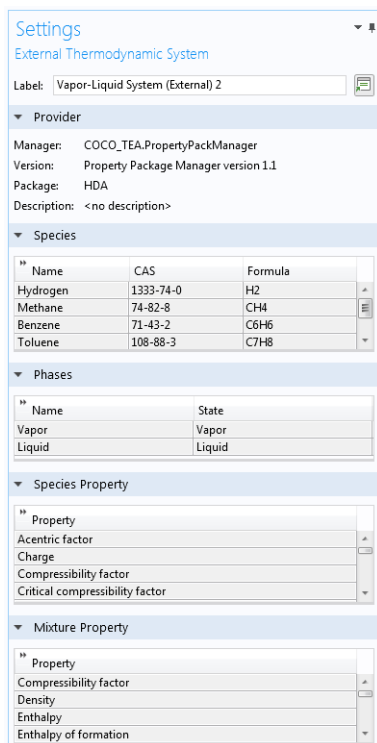 Settings
External Thermodynamic System
Label: Vapor-Liquid System (External) 2
Provider
Manager: COCO_TEA.PropertyPackManager
Version: Property Package Manager version 1.1
Package: HDA
Description: <no description>
Species
Name CAS Formula
Hydrogen 1333-74-0 H2
Methane 74-82-8 CH4
Benzene 71-43-2 C6H6
Toluene 108-88-3 C7H8
Phases
Name State
Vapor Vapor
Liquid Liquid
Species Property
Property
Acentric factor
Charge
Compressibility factor
Critical compressibility factor
Mixture Property
Property
Compressibility factor
Density
Enthalpy
Enthalpy of formation